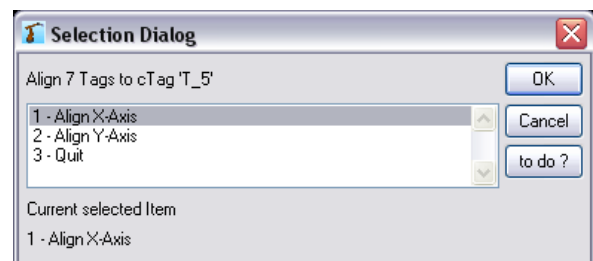 Selection Dialog
Align 7 Tags to cTag 'T_5'
OK
1 - Align X-Axis
2 - Align Y-Axis
3 - Quit
Cancel
to do ?
Current selected Item
1 - Align X-Axis